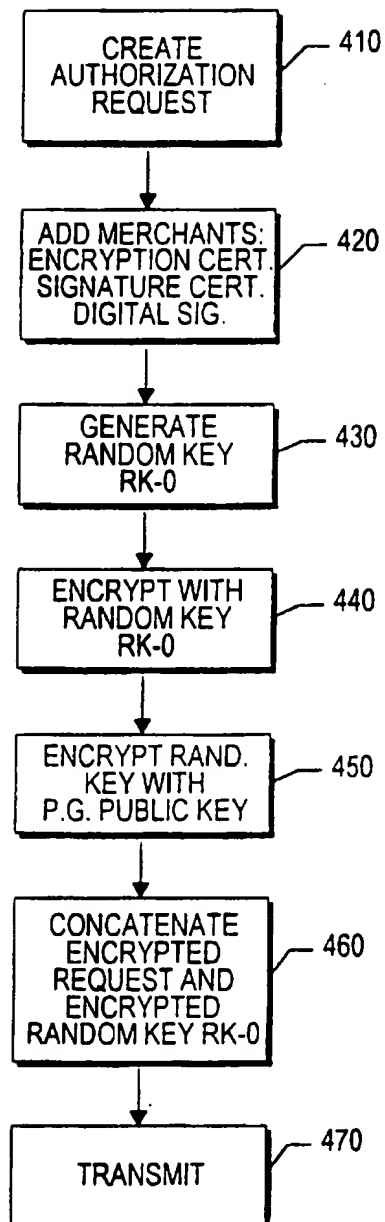 CREATE
AUTHORIZATION
REQUEST
410
ADD MERCHANTS:
ENCRYPTION CERT.
SIGNATURE CERT.
DIGITAL SIG.
420
GENERATE
RANDOM KEY
RK-0
430
ENCRYPT WITH
RANDOM KEY
RK-0
440
ENCRYPT RAND.
KEY WITH
P.G. PUBLIC KEY
450
CONCATENATE
ENCRYPTED
REQUEST AND
ENCRYPTED
RANDOM KEY RK-0
460
TRANSMIT
470